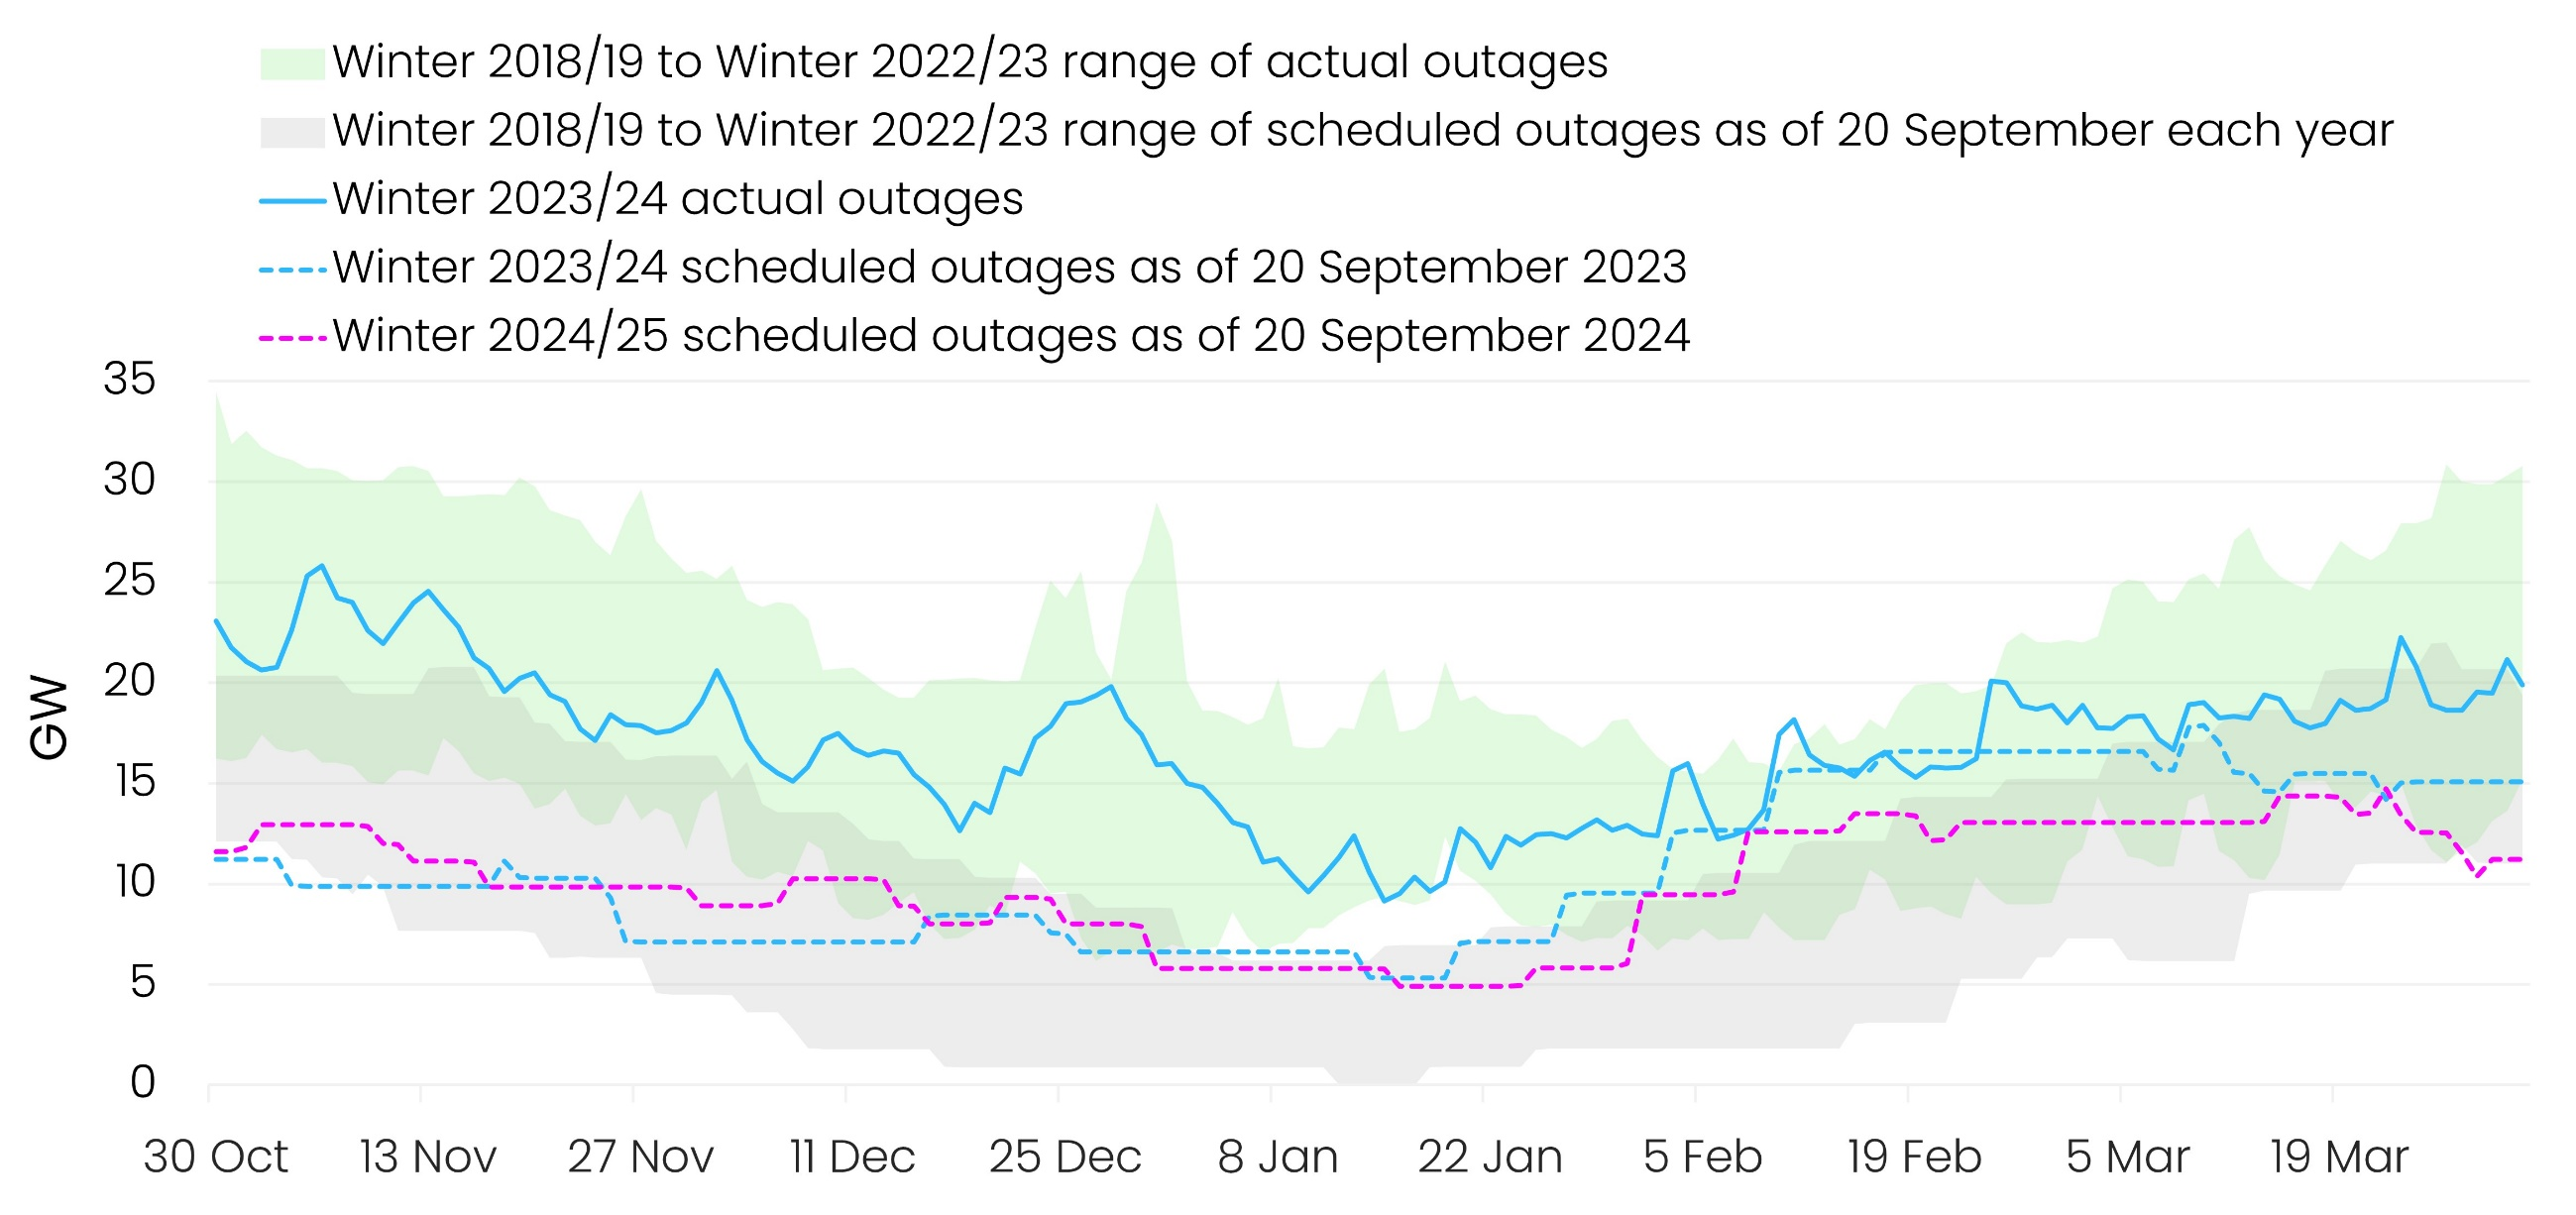 Winter 2018/19 to Winter 2022/23 range of actual outages
Winter 2018/19 to Winter 2022/23 range of scheduled outages as of 20 September each year
Winter 2023/24 actual outages
Winter 2023/24 scheduled outages as of 20 September 2023
Winter 2024/25 scheduled outages as of 20 September 2024
35
30
25
20
15
10
5
0
GW
30 Oct
13 Nov
27 Nov
11 Dec
25 Dec
8 Jan
22 Jan
5 Feb
19 Feb
5 Mar
19 Mar